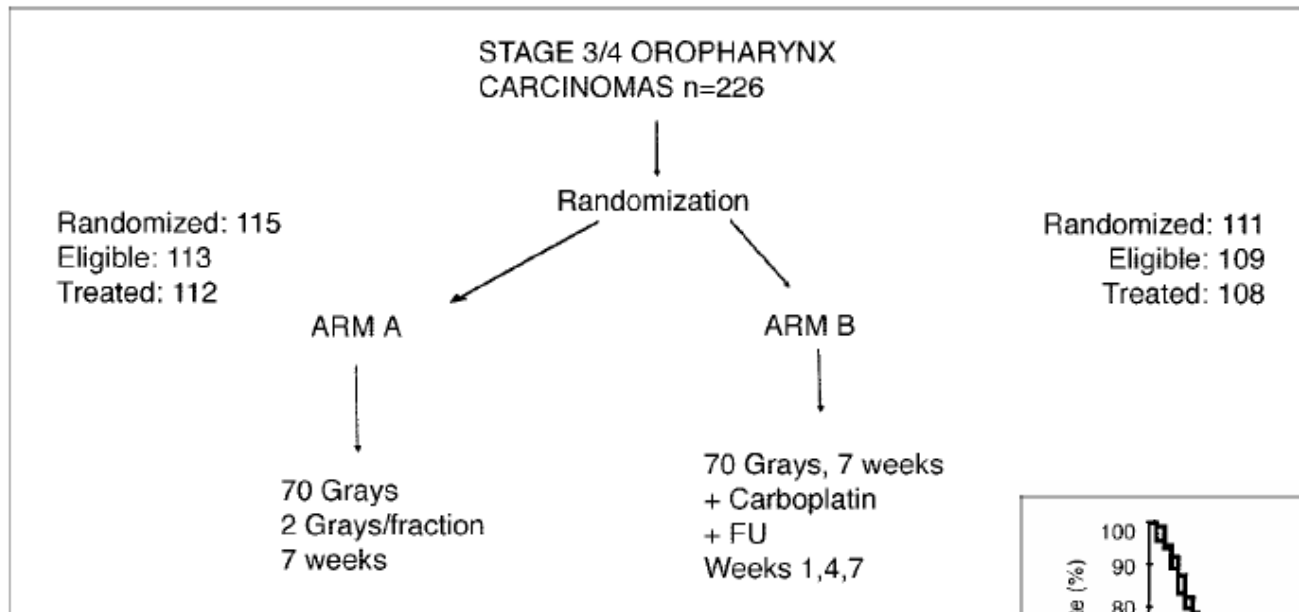 STAGE 3/4 OROPHARYNX
CARCINOMAS n=226
Randomization
Randomized: 115
Eligible: 113
Treated: 112
Randomized: 111
Eligible: 109
Treated: 108
ARM A
ARM B
70 Grays
2 Grays/fraction
7 weeks
70 Grays, 7 weeks
+ Carboplatin
+ FU
Weeks 1,4,7
100
90
80
(%)